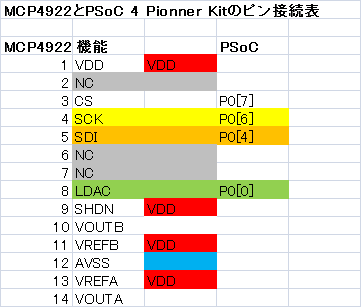 MCP4922とPSoC 4 Pionner Kitのピン接続表
MCP4922 機能 PSoC
1 VDD VDD
2 NC
3 CS P0[7]
4 SCK P0[6]
5 SDI P0[4]
6 NC
7 NC
8 LDAC P0[0]
9 SHDN VDD
10 VOUTB
11 VREFB VDD
12 AVSS
13 VREFA VDD
14 VOUTA